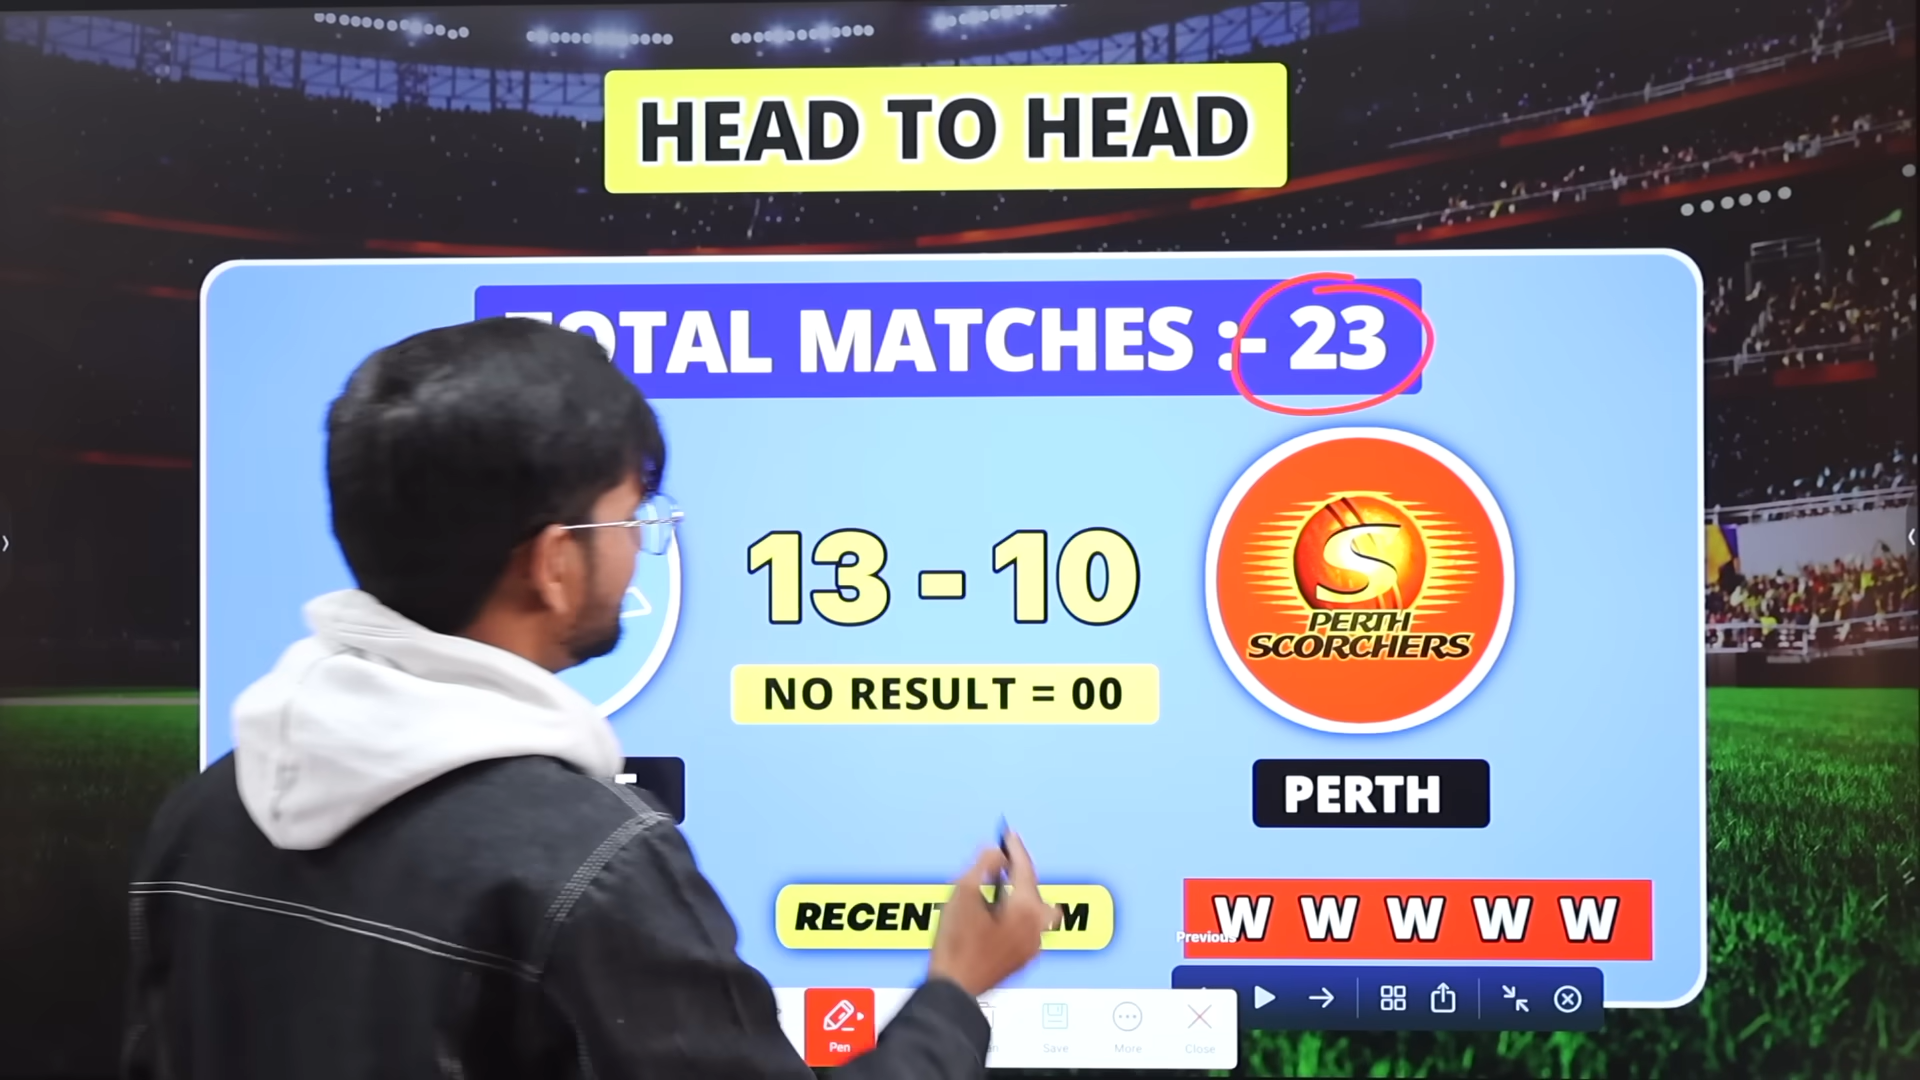 HEAD TO HEAD
TOTAL MATCHES :- 23
13 - 10
S
PERTH
SCORCHERS
NO RESULT = 00
PERTH
RECENT
W W W W W
Previous
Pen
Save
More
Close